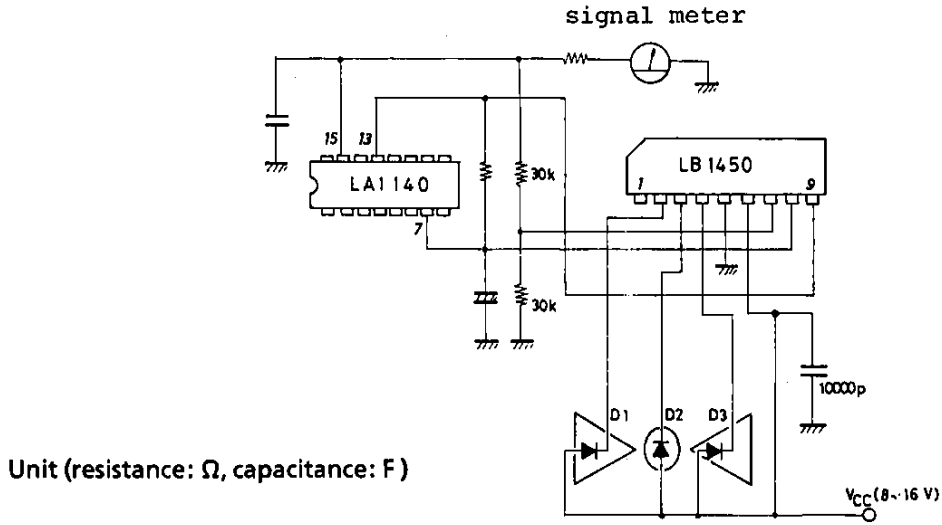 signal meter
15 13
LA1140
7
30k
30k
LB1450
1 9
10000p
D1 D2 D3
Unit (resistance: Ω, capacitance: F)
VCC (8~16 V)